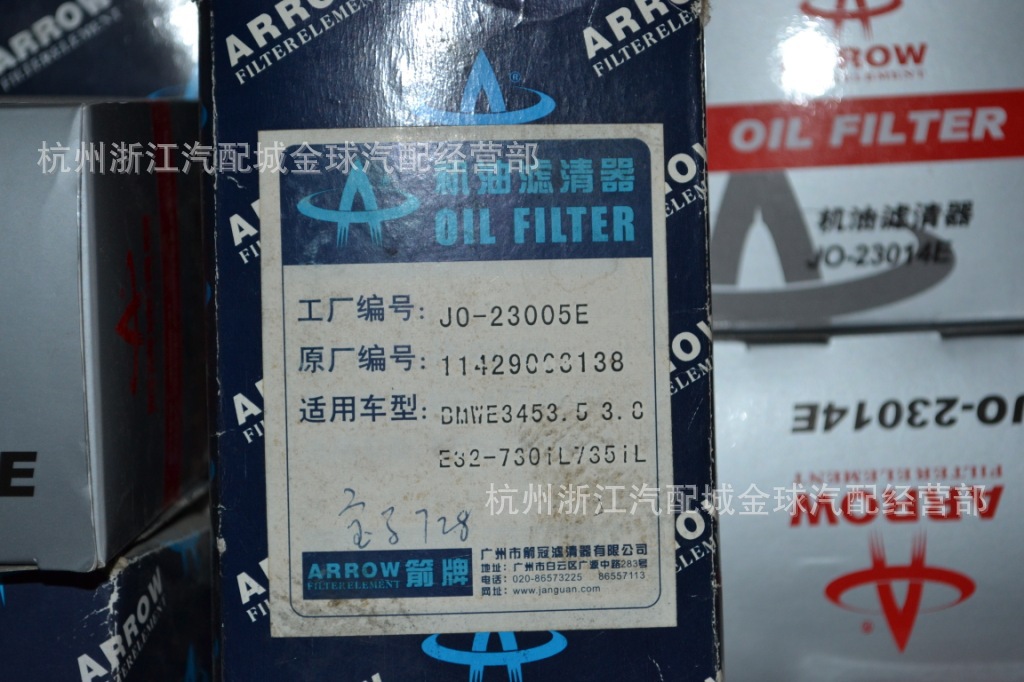 ARROW
FILTERELEMENT
ARROW
FILTERELEMENT
ARROW
FILTERELEMENT
ARROW
OIL FILTER
机油滤清器
JO-23014E
杭州浙江汽配城金球汽配经营部
机油滤清器
OIL FILTER
工厂编号: JO-23005E
原厂编号:
适用车型: BMWE3453.5 3.0
E32-730iL735iL
728
ARROW
FILTERELEMENT
箭牌
广州市箭冠滤清器有限公司
地址: 广州市白云区广源中路283号
电话: 020-86573225 86557113
网址: www.janguan.com
杭州浙江汽配城金球汽配经营部
JO-23014E
ARROW
FILTERELEMENT
ARROW